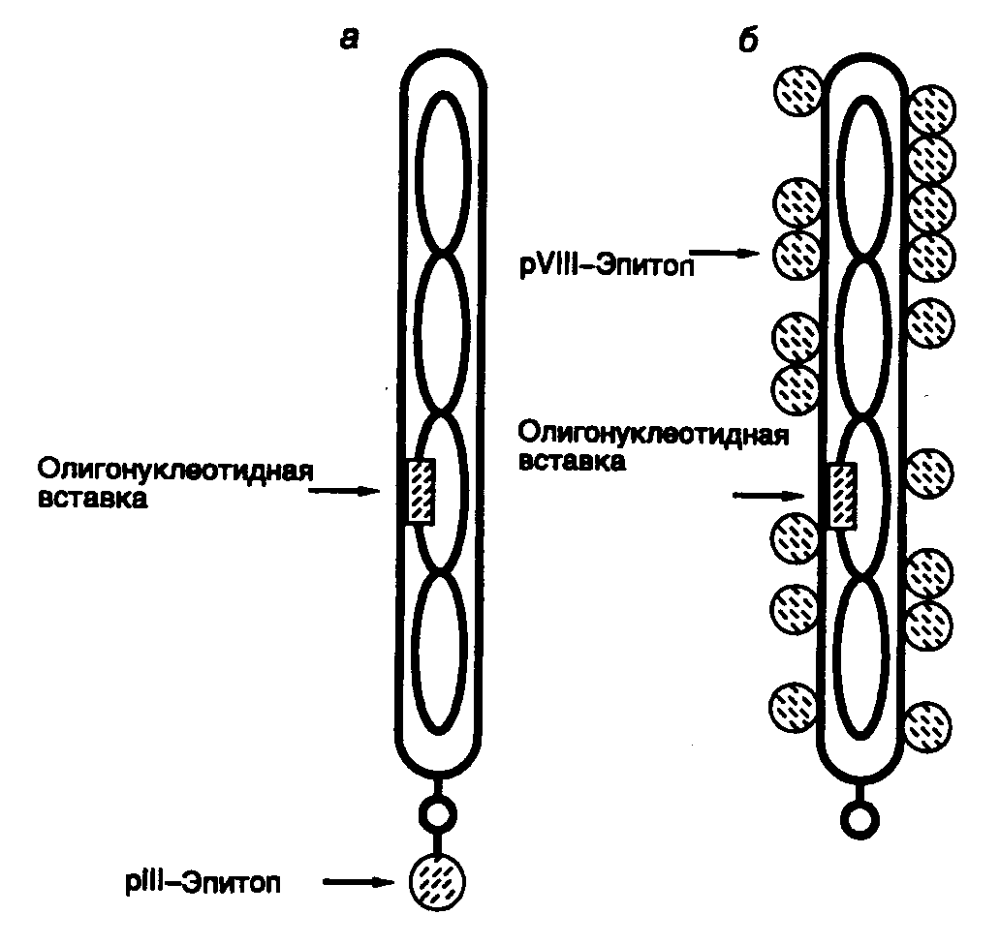 а
б
pVIII–Эпитоп
Олигонуклеотидная
вставка
Олигонуклеотидная
вставка
pIII–Эпитоп